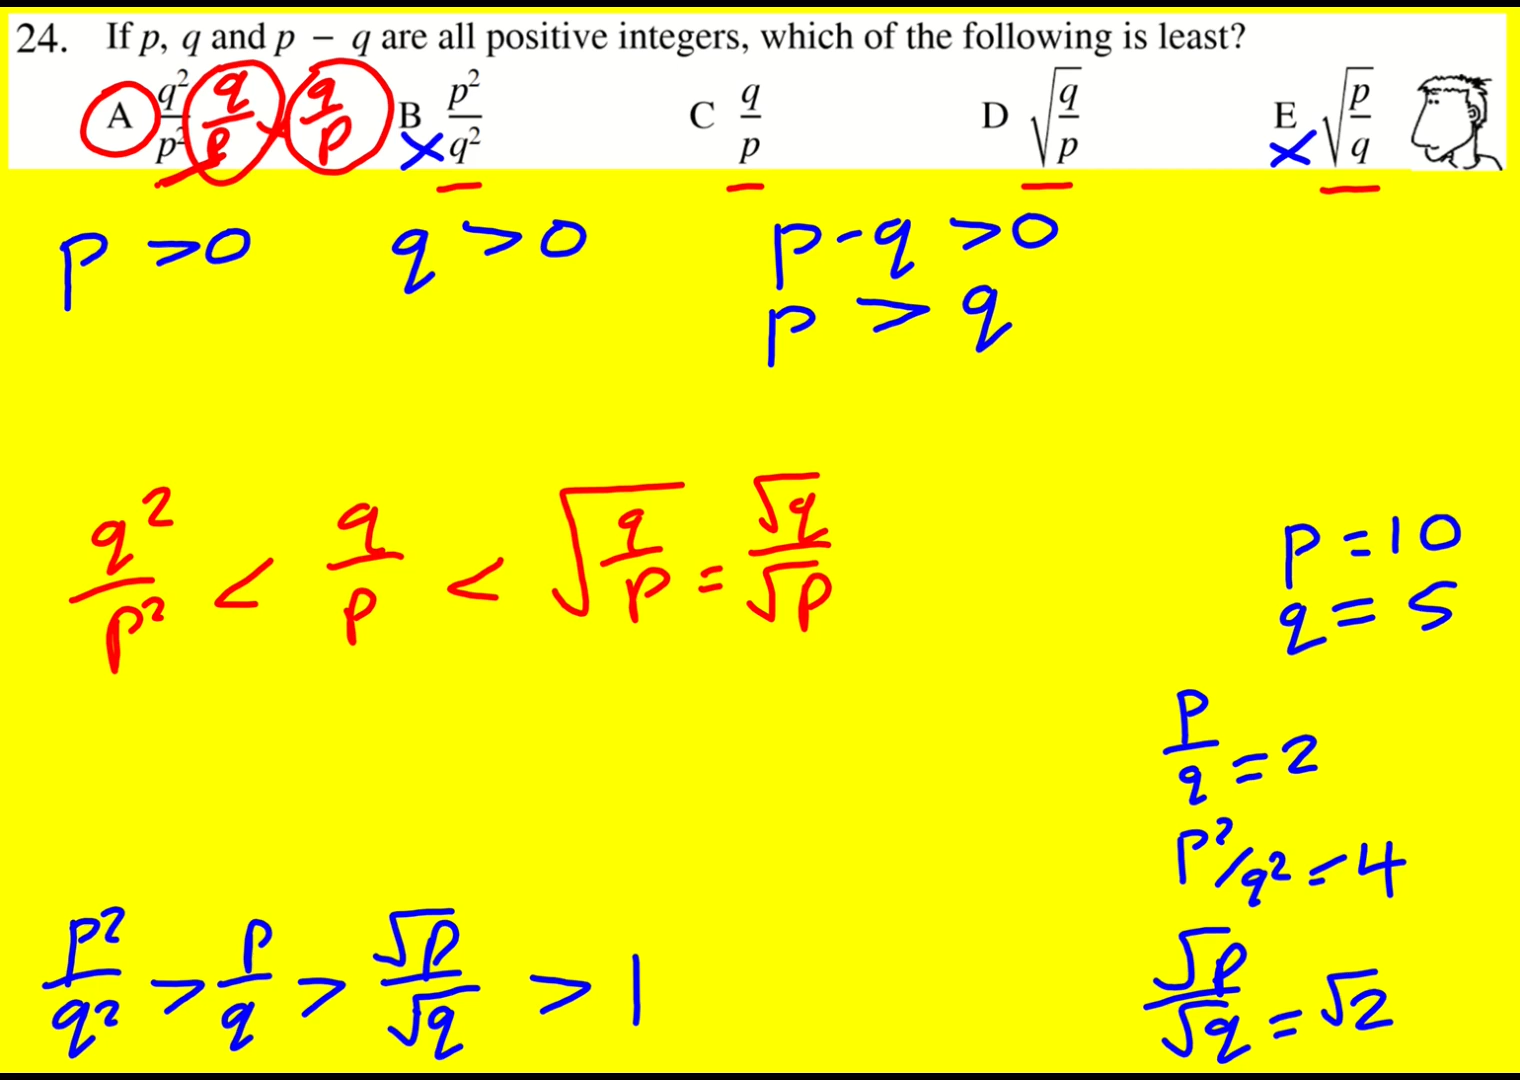 24. If p, q and p − q are all positive integers, which of the following is least?
A q²/p² q/p × q/p B p²/q² C q/p D √(q/p) E √(p/q)
p > 0 q > 0 p - q > 0
p > q
q²/p² < q/p < √(q/p) = √q/√p
p = 10
q = 5
p/q = 2
p²/q² = 4
p²/q² > p/q > √p/√q > 1
√p/√q = √2